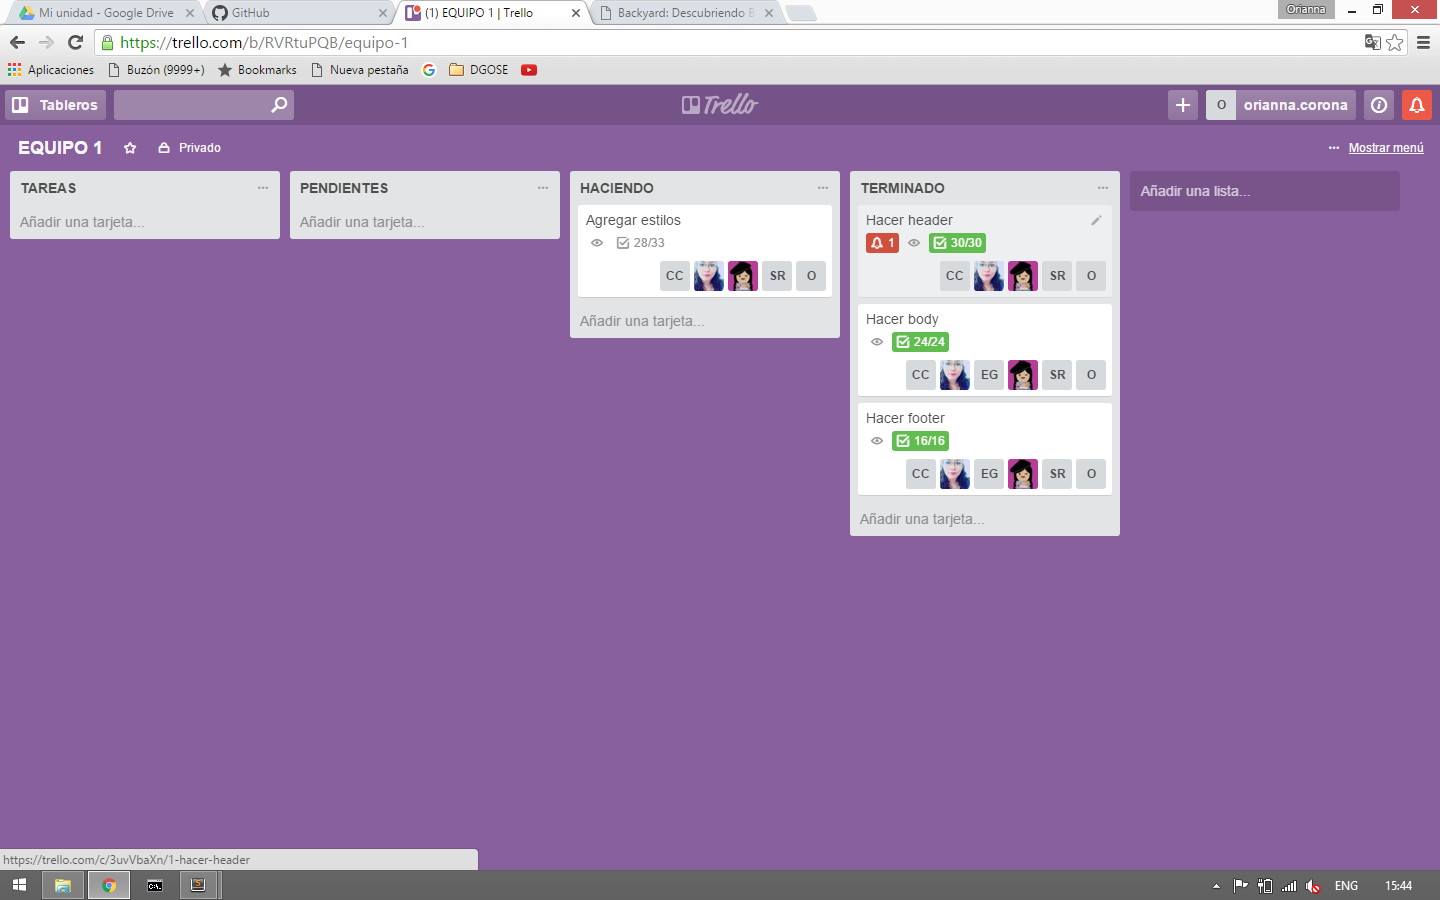 Mi unidad - Google Drive
GitHub
(1) EQUIPO 1 | Trello
Backyard: Descubriendo
Orianna
https://trello.com/b/RVRtuPQB/equipo-1
Aplicaciones
Buzón (9999+)
Bookmarks
Nueva pestaña
DGOSE
Tableros
Trello
O
orianna.corona
EQUIPO 1
Privado
Mostrar menú
TAREAS
Añadir una tarjeta...
PENDIENTES
Añadir una tarjeta...
HACIENDO
Agregar estilos
28/33
CC SR O
Añadir una tarjeta...
TERMINADO
Hacer header
1 30/30
CC SR O
Hacer body
24/24
CC EG SR O
Hacer footer
16/16
CC EG SR O
Añadir una tarjeta...
Añadir una lista...
https://trello.com/c/3uvVbaXn/1-hacer-header
ENG
15:44